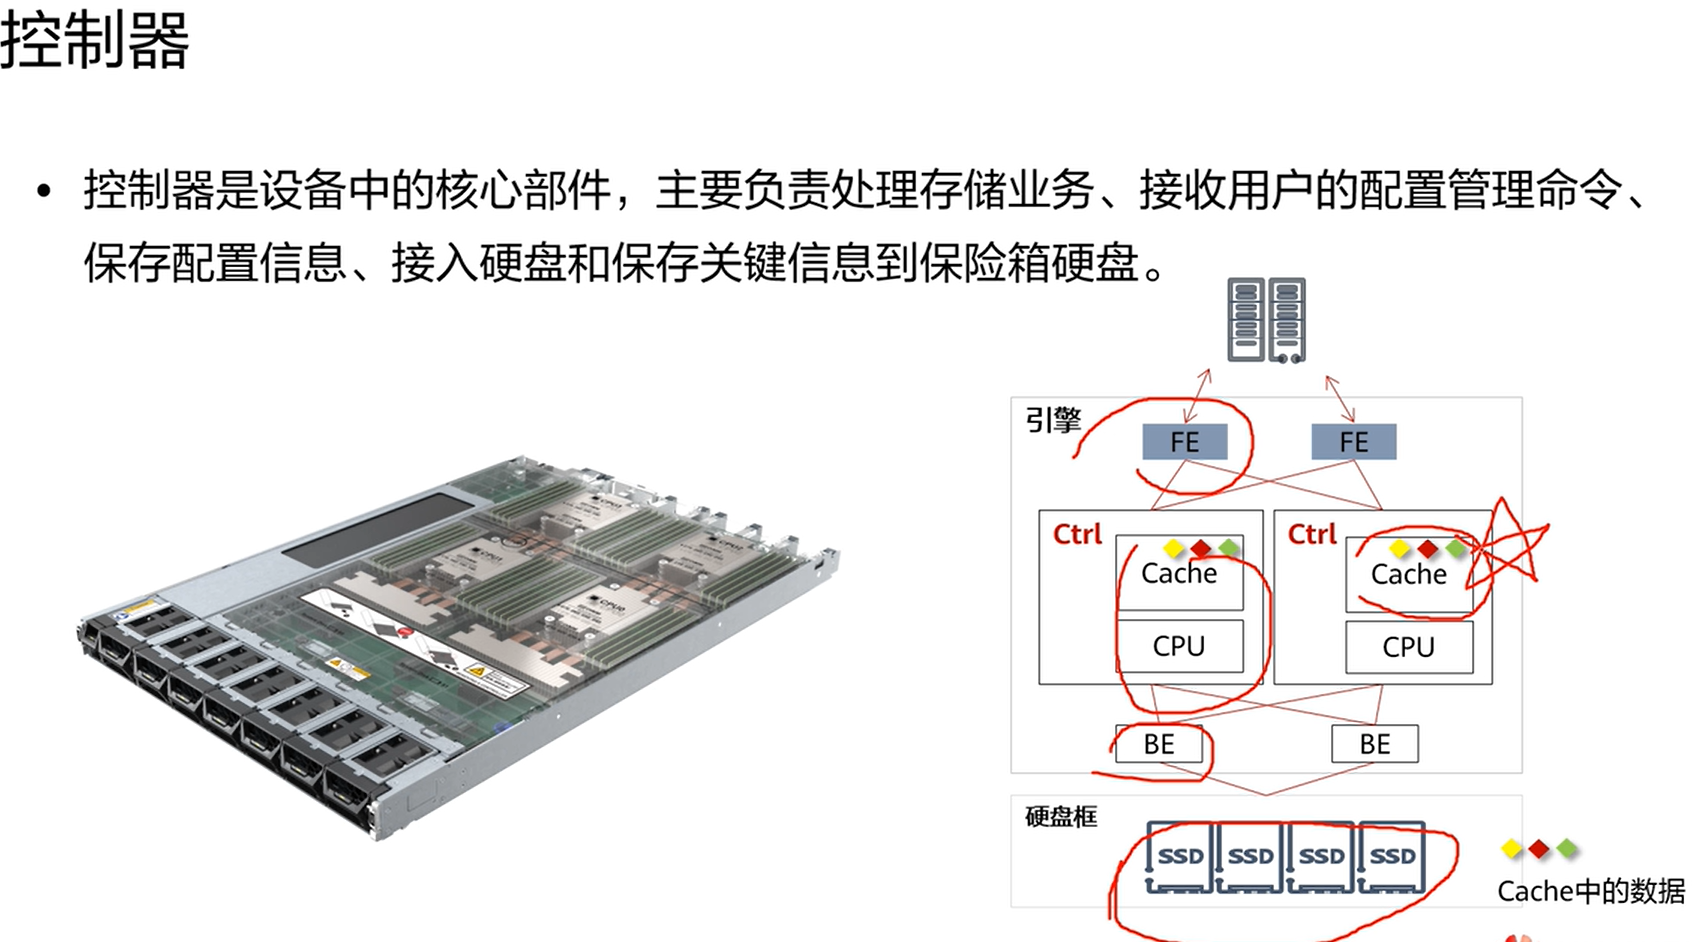 控制器
• 控制器是设备中的核心部件，主要负责处理存储业务、接收用户的配置管理命令、
保存配置信息、接入硬盘和保存关键信息到保险箱硬盘。
引擎
FE FE
Ctrl Ctrl
Cache Cache
CPU CPU
BE BE
硬盘框
SSD SSD SSD SSD
Cache中的数据
CPU3
CPU2
CPU1
CPU0